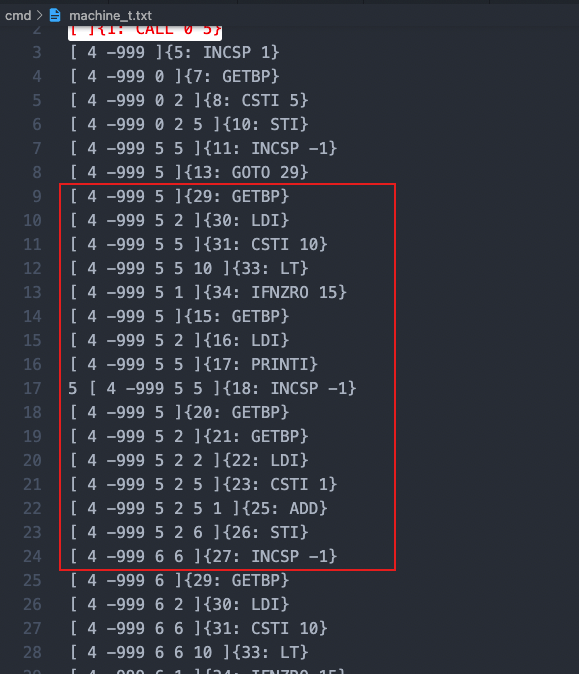 cmd > machine_t.txt
2 [ ]{1: CALL 0 5}
3 [ 4 -999 ]{5: INCSP 1}
4 [ 4 -999 0 ]{7: GETBP}
5 [ 4 -999 0 2 ]{8: CSTI 5}
6 [ 4 -999 0 2 5 ]{10: STI}
7 [ 4 -999 5 5 ]{11: INCSP -1}
8 [ 4 -999 5 ]{13: GOTO 29}
9 [ 4 -999 5 ]{29: GETBP}
10 [ 4 -999 5 2 ]{30: LDI}
11 [ 4 -999 5 5 ]{31: CSTI 10}
12 [ 4 -999 5 5 10 ]{33: LT}
13 [ 4 -999 5 1 ]{34: IFNZRO 15}
14 [ 4 -999 5 ]{15: GETBP}
15 [ 4 -999 5 2 ]{16: LDI}
16 [ 4 -999 5 5 ]{17: PRINTI}
17 5 [ 4 -999 5 5 ]{18: INCSP -1}
18 [ 4 -999 5 ]{20: GETBP}
19 [ 4 -999 5 2 ]{21: GETBP}
20 [ 4 -999 5 2 2 ]{22: LDI}
21 [ 4 -999 5 2 5 ]{23: CSTI 1}
22 [ 4 -999 5 2 5 1 ]{25: ADD}
23 [ 4 -999 5 2 6 ]{26: STI}
24 [ 4 -999 6 6 ]{27: INCSP -1}
25 [ 4 -999 6 ]{29: GETBP}
26 [ 4 -999 6 2 ]{30: LDI}
27 [ 4 -999 6 6 ]{31: CSTI 10}
28 [ 4 -999 6 6 10 ]{33: LT}
29 [ 4 -999 6 1 ]{34: IFNZRO 15}